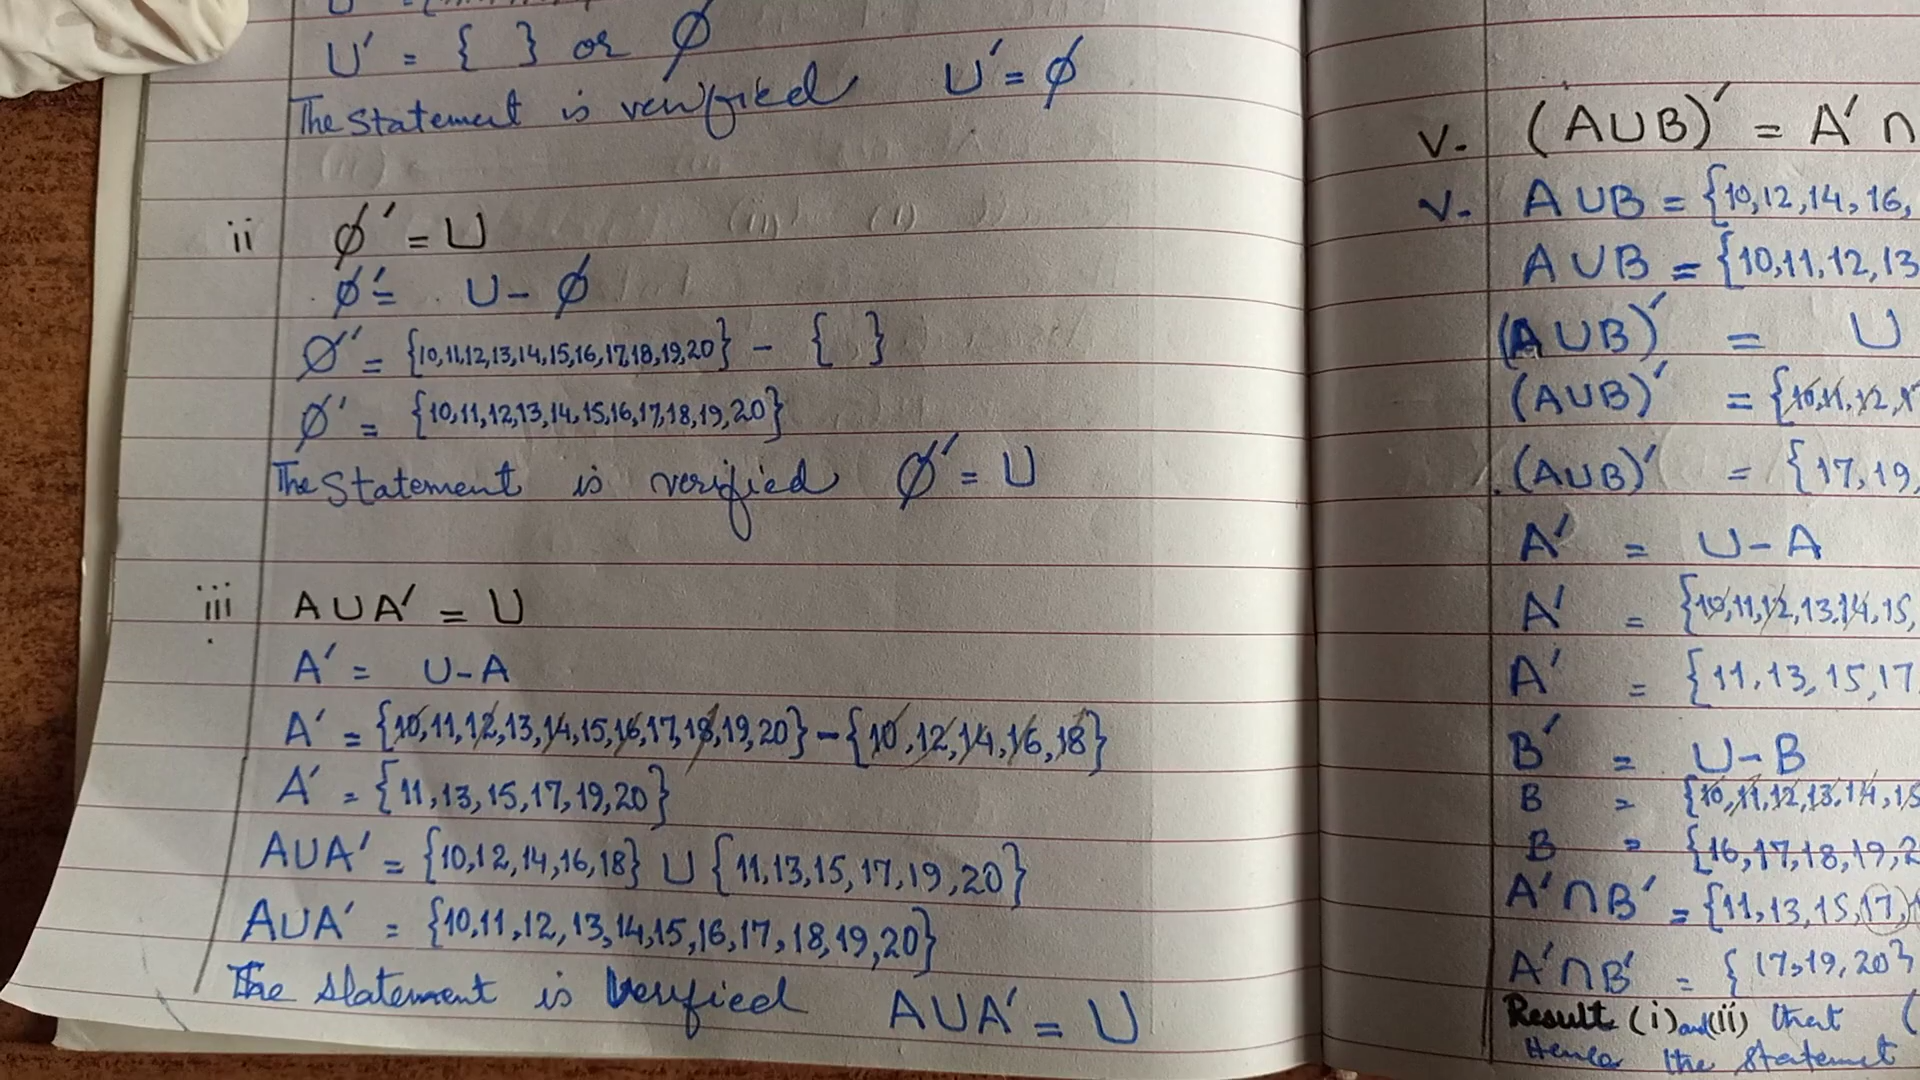 U' = { } or ∅
The statement is verified U' = ∅
ii ∅' = U
∅' = U - ∅
∅' = {10,11,12,13,14,15,16,17,18,19,20} - { }
∅' = {10,11,12,13,14,15,16,17,18,19,20}
The statement is verified ∅' = U
iii A∪A' = U
A' = U-A
A' = {10,11,12,13,14,15,16,17,18,19,20} - {10,12,14,16,18}
A' = {11,13,15,17,19,20}
A∪A' = {10,12,14,16,18} ∪ {11,13,15,17,19,20}
A∪A' = {10,11,12,13,14,15,16,17,18,19,20}
The statement is Verified A∪A' = U
v. (A∪B)' = A' ∩
v. A∪B = {10,12,14,16,
A∪B = {10,11,12,13
(A∪B)' = U
(A∪B)' = {10,11,12,
(A∪B)' = {17,19,
A' = U-A
A' = {10,11,12,13,14,15,
A' = {11,13,15,17
B' = U-B
B = {10,11,12,13,14,15
B = {16,17,18,19,2
A'∩B' = {11,13,15,17,
A'∩B' = {17,19,20}
Result (i) and (ii) that (
Hence the statement